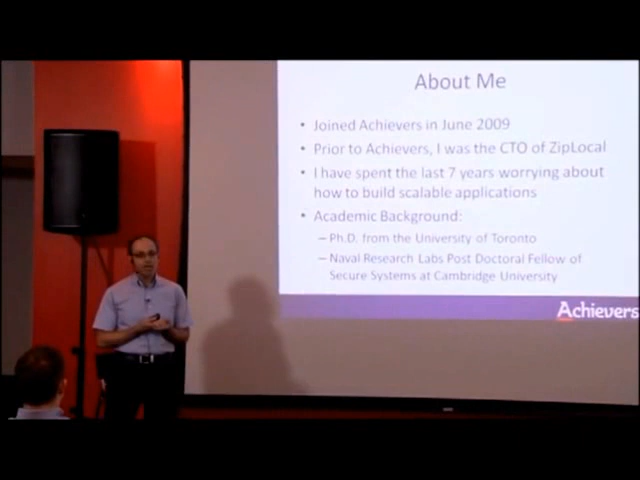 About Me
• Joined Achievers in June 2009
• Prior to Achievers, I was the CTO of ZipLocal
• I have spent the last 7 years worrying about
how to build scalable applications
• Academic Background:
– Ph.D. from the University of Toronto
– Naval Research Labs Post Doctoral Fellow of
Secure Systems at Cambridge University
Achievers